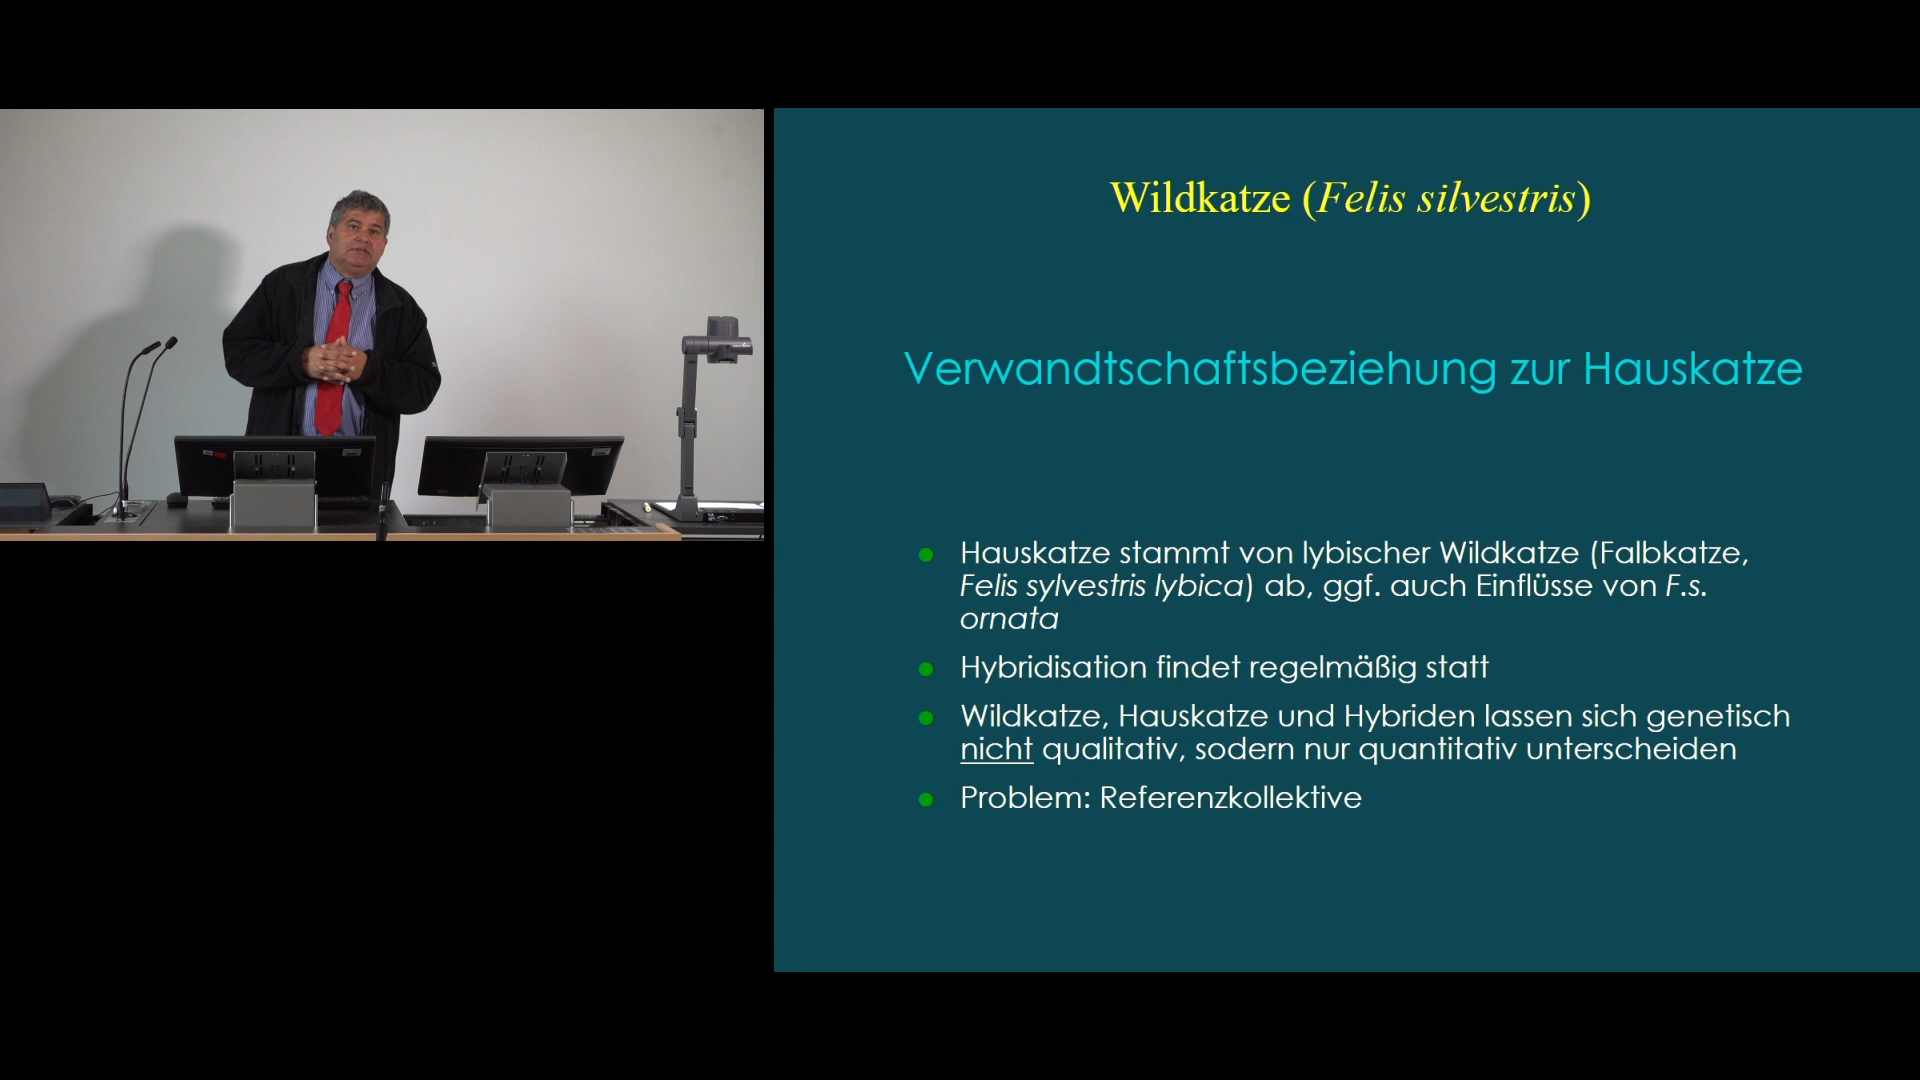 Wildkatze (Felis silvestris)
Verwandtschaftsbeziehung zur Hauskatze
Hauskatze stammt von lybischer Wildkatze (Falbkatze,
Felis sylvestris lybica) ab, ggf. auch Einflüsse von F.s.
ornata
Hybridisation findet regelmäßig statt
Wildkatze, Hauskatze und Hybriden lassen sich genetisch
nicht qualitativ, sodern nur quantitativ unterscheiden
Problem: Referenzkollektive